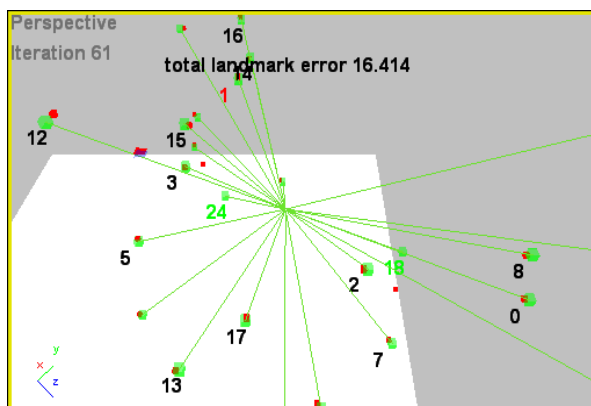 Perspective
16
Iteration 61
total landmark error 16.414
14
1
12
15
3
24
5
18
8
2
0
17
7
13
x
y
z